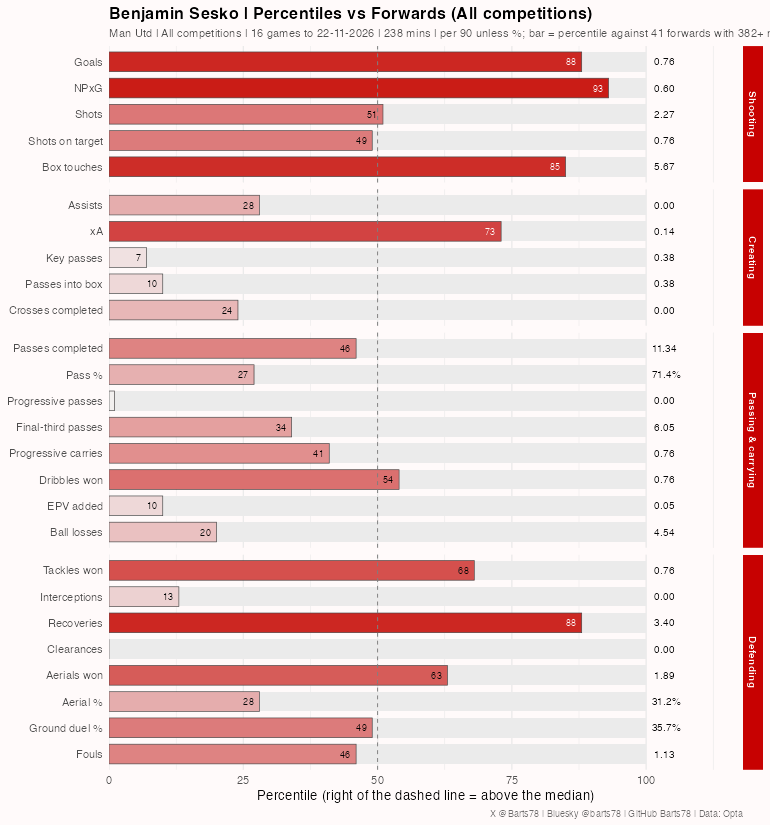 Benjamin Sesko | Percentiles vs Forwards (All competitions)
Man Utd | All competitions | 16 games to 22-11-2026 | 238 mins | per 90 unless %; bar = percentile against 41 forwards with 382+
Goals 88 0.76
NPxG 93 0.60
Shots 51 2.27
Shots on target 49 0.76
Box touches 85 5.67
Shooting
Assists 28 0.00
xA 73 0.14
Key passes 7 0.38
Passes into box 10 0.38
Crosses completed 24 0.00
Creating
Passes completed 46 11.34
Pass % 27 71.4%
Progressive passes 0.00
Final-third passes 34 6.05
Progressive carries 41 0.76
Dribbles won 54 0.76
EPV added 10 0.05
Ball losses 20 4.54
Passing & carrying
Tackles won 68 0.76
Interceptions 13 0.00
Recoveries 88 3.40
Clearances 0.00
Aerials won 63 1.89
Aerial % 28 31.2%
Ground duel % 49 35.7%
Fouls 46 1.13
Defending
0 25 50 75 100
Percentile (right of the dashed line = above the median)
X @Barts78 | Bluesky @barts78 | GitHub Barts78 | Data: Opta